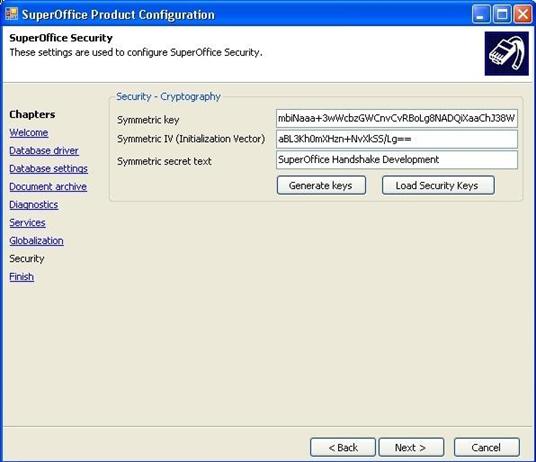 SuperOffice Product Configuration
SuperOffice Security
These settings are used to configure SuperOffice Security.
Chapters
Welcome
Database driver
Database settings
Document archive
Diagnostics
Services
Globalization
Security
Finish
Security - Cryptography
Symmetric key mbiNaaa+3wWcbzGWCnvCvRBoLg8NADQiXaaChJ38W
Symmetric IV (Initialization Vector) aBL3Kh0mXHzn+NvXkSS/Lg==
Symmetric secret text SuperOffice Handshake Development
Generate keys Load Security Keys
< Back Next > Cancel